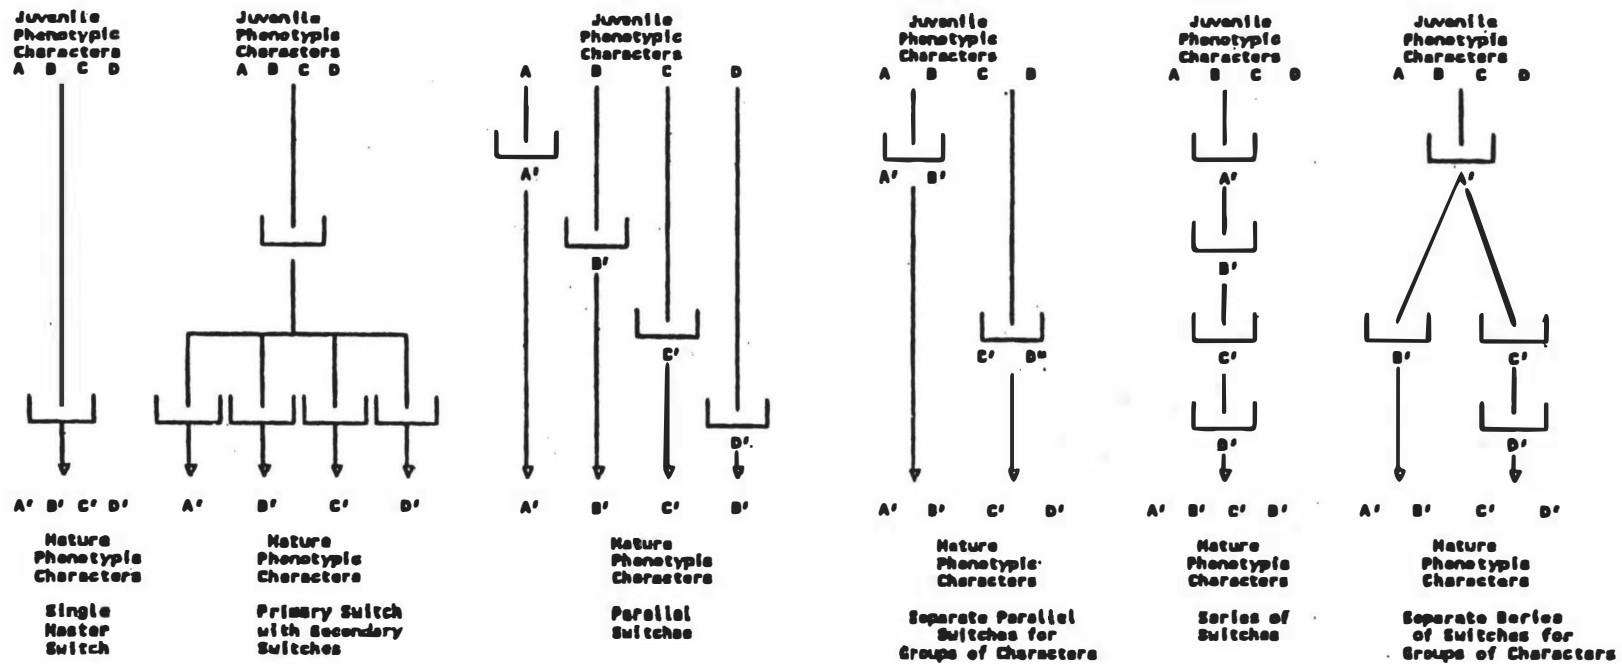 Juvenile
Phenotypic
Characters
A B C D
A' B' C' D'
Mature
Phenotypic
Characters
Single
Master
Switch
Juvenile
Phenotypic
Characters
A B C D
A' B' C' D'
Mature
Phenotypic
Characters
Primary Switch
with Secondary
Switches
Juvenile
Phenotypic
Characters
A B C D
A'
B'
C'
D'
A' B' C' D'
Mature
Phenotypic
Characters
Parallel
Switches
Juvenile
Phenotypic
Characters
A B C D
A' B'
C' D"
A' B' C' D'
Mature
Phenotypic
Characters
Separate Parallel
Switches for
Groups of Characters
Juvenile
Phenotypic
Characters
A B C D
A'
B'
C'
D'
A' B' C' D'
Mature
Phenotypic
Characters
Series of
Switches
Juvenile
Phenotypic
Characters
A B C D
A'
B' C'
D'
A' B' C' D'
Mature
Phenotypic
Characters
Separate Series
of Switches for
Groups of Characters